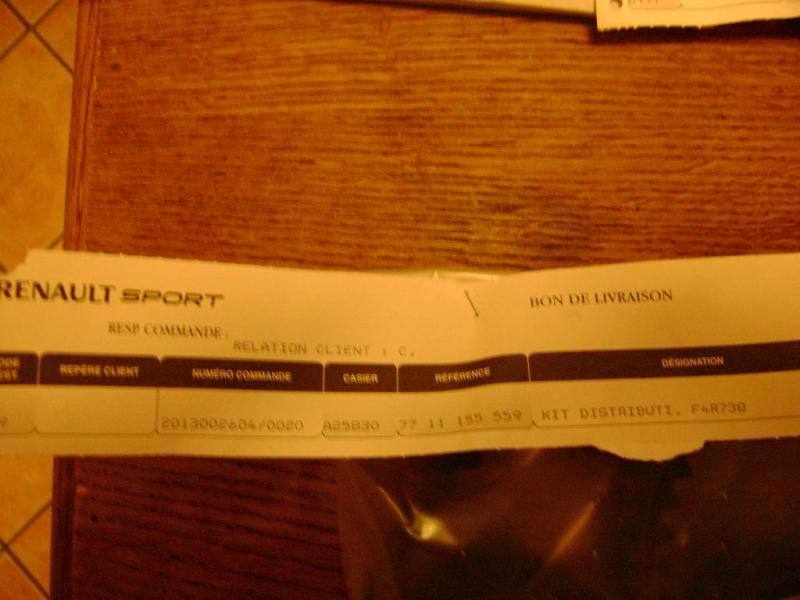 RENAULT SPORT
BON DE LIVRAISON
RESP COMMANDE :
RELATION CLIENT : C.
REPÈRE CLIENT NUMÉRO COMMANDE CASIER RÉFÉRENCE DÉSIGNATION
2013002604/0020 A25830 77 11 155 559 KIT DISTRIBUTI. F4R738